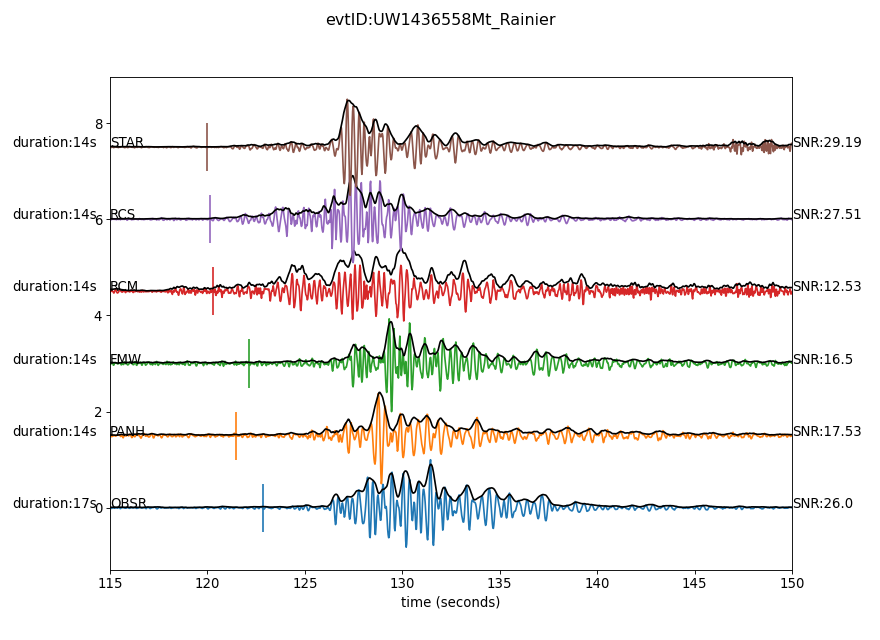 evtID:UW1436558Mt_Rainier
8
duration:14s STAR SNR:29.19
duration:14s RCS SNR:27.51
6
duration:14s RCM SNR:12.53
4
duration:14s FMW SNR:16.5
2
duration:14s PANH SNR:17.53
duration:17s OBSR SNR:26.0
0
115 120 125 130 135 140 145 150
time (seconds)